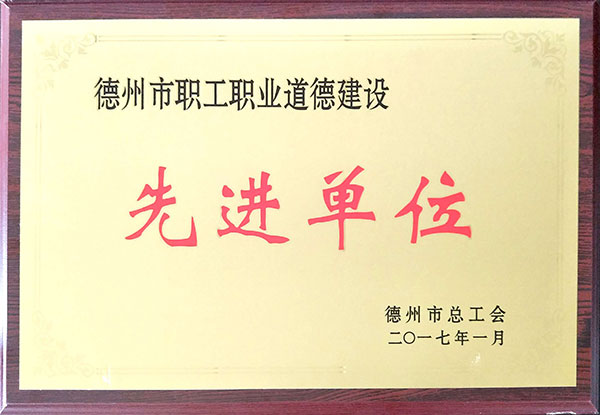 德州市职工职业道德建设
先进单位
德州市总工会
二〇一七年一月